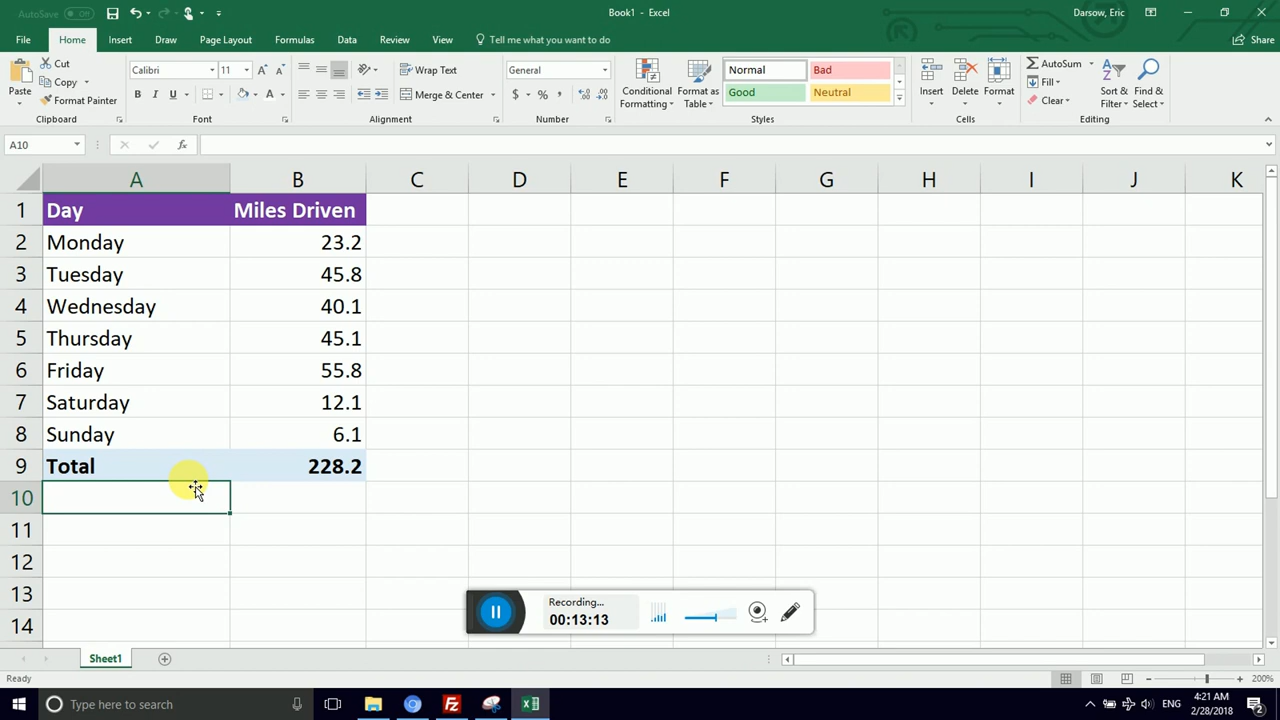 AutoSave Off
Book1 - Excel
Darsow, Eric
File Home Insert Draw Page Layout Formulas Data Review View Tell me what you want to do Share
Paste
Cut
Copy
Format Painter
Clipboard
Calibri 11
B I U
A
Font
Wrap Text
Merge & Center
Alignment
General
$ % ,
Number
Conditional
Formatting
Format as
Table
Normal Bad
Good Neutral
Styles
Insert Delete Format
Cells
AutoSum
Fill
Clear
Sort &
Filter
Find &
Select
Editing
A10 fx
A B C D E F G H I J K
1 Day Miles Driven
2 Monday 23.2
3 Tuesday 45.8
4 Wednesday 40.1
5 Thursday 45.1
6 Friday 55.8
7 Saturday 12.1
8 Sunday 6.1
9 Total 228.2
10
11
12
13
14
Recording...
00:13:13
Sheet1
Ready
200%
Type here to search
ENG
4:21 AM
2/28/2018
2